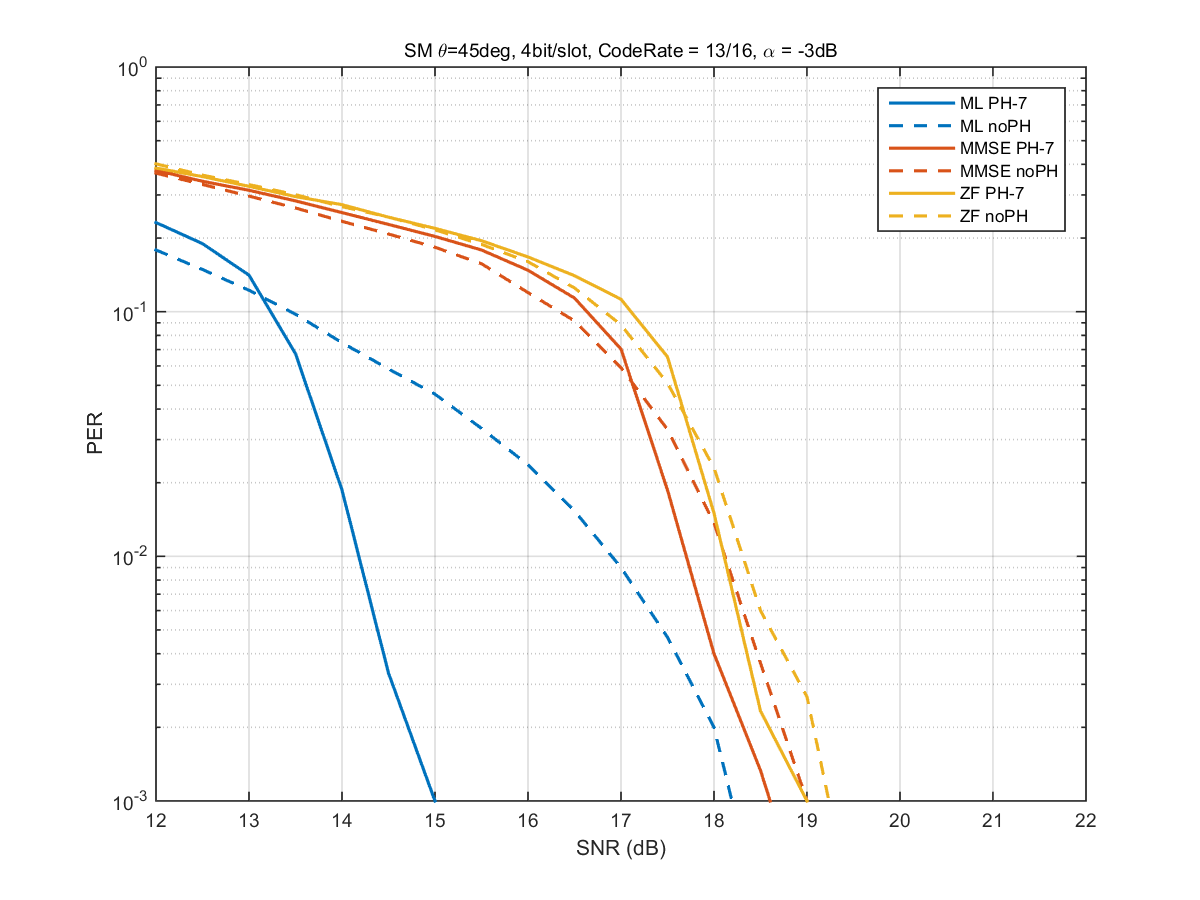 SM θ=45deg, 4bit/slot, CodeRate = 13/16, α = -3dB
10^0
10^-1
10^-2
10^-3
PER
ML PH-7
ML noPH
MMSE PH-7
MMSE noPH
ZF PH-7
ZF noPH
12 13 14 15 16 17 18 19 20 21 22
SNR (dB)